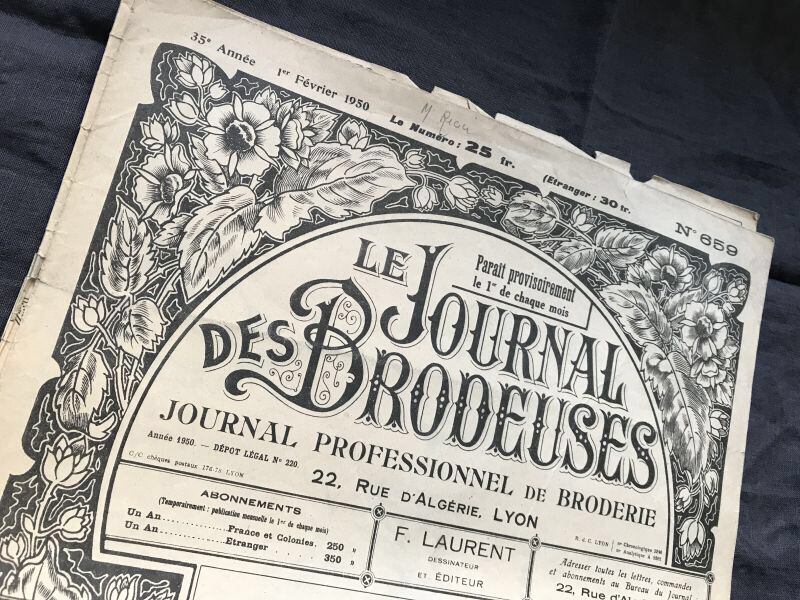 35e Année
1er Février 1950
Le Numéro : 25 fr.
(Etranger : 30 fr.
N° 659
LE JOURNAL
DES BRODEUSES
Paraît provisoirement
le 1er de chaque mois
JOURNAL PROFESSIONNEL DE BRODERIE
Année 1950. — DÉPOT LÉGAL N° 220.
C/C chèques postaux 176-75 LYON
22, RUE D'ALGÉRIE, LYON
R. d. C. LYON
ABONNEMENTS
(Temporairement : publication mensuelle le 1er de chaque mois)
Un An ............ France et Colonies. 250 »
Un An ............ Etranger ............ 350 »
F. LAURENT
DESSINATEUR
ET ÉDITEUR
Adresser toutes les lettres, commandes
et abonnements au Bureau du Journal :
22, Rue d'Al